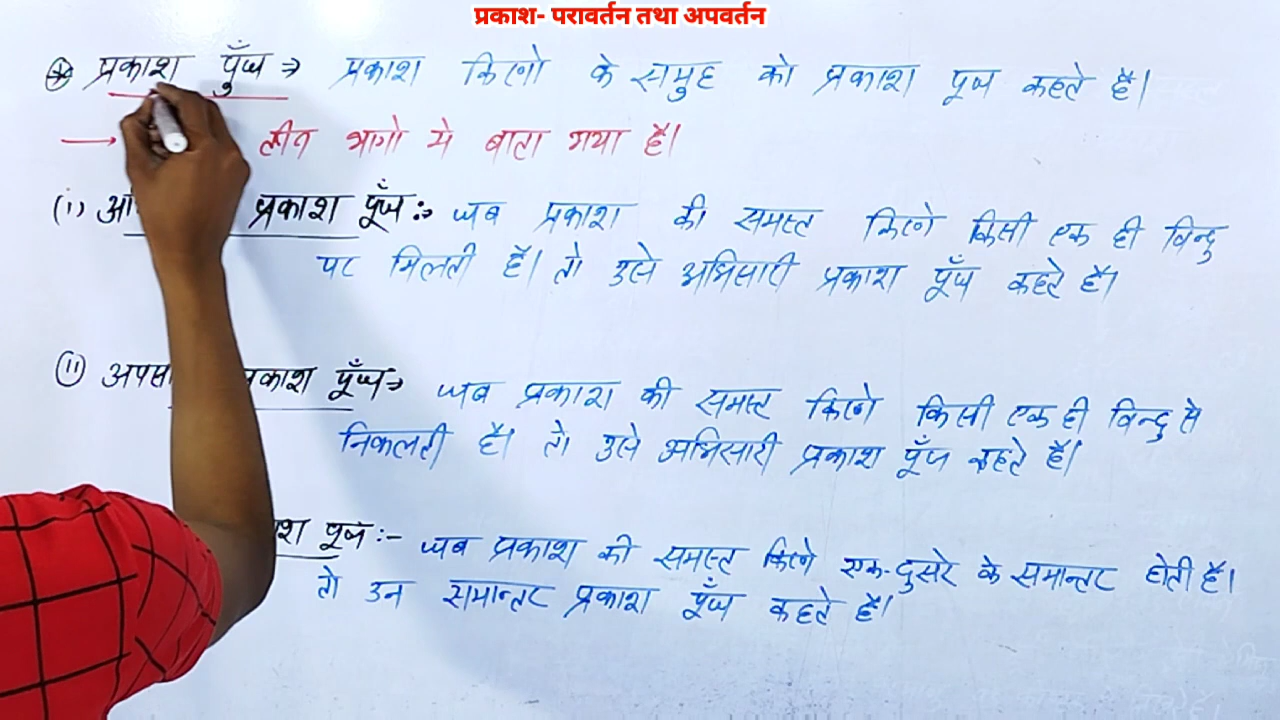 प्रकाश- परावर्तन तथा अपवर्तन
प्रकाश पुँज ⇒ प्रकाश किरणो के समुह को प्रकाश पूंज कहते है।
→ तीन भागो मे बाता गया है।
(i) प्रकाश पूँज :⇒ जब प्रकाश की समस्त किरणे किसी एक ही विन्दु
पर मिलती है। तो उसे अभिसारी प्रकाश पूँज कहते है।
(ii) प्रकाश पूँज:⇒ जब प्रकाश की समस्त किरणे किसी एक ही विन्दु से
निकलती है। तो उसे अभिसारी प्रकाश पूँज कहते है।
पूंज :- जब प्रकाश की समस्त किरणे एक-दुसरे के समान्तर होती है।
तो उन समान्तर प्रकाश पूँज कहते है।